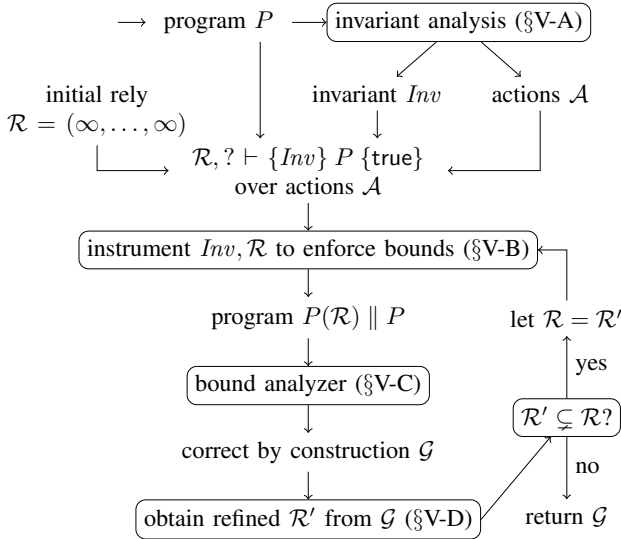 program P
invariant analysis (§V-A)
initial rely
ℛ = (∞, . . . , ∞)
invariant Inv
actions 𝒜
ℛ, ? ⊢ {Inv} P {true}
over actions 𝒜
instrument Inv, ℛ to enforce bounds (§V-B)
program P(ℛ) ∥ P
let ℛ = ℛ′
bound analyzer (§V-C)
yes
ℛ′ ⊊ ℛ?
correct by construction 𝒢
no
obtain refined ℛ′ from 𝒢 (§V-D)
return 𝒢